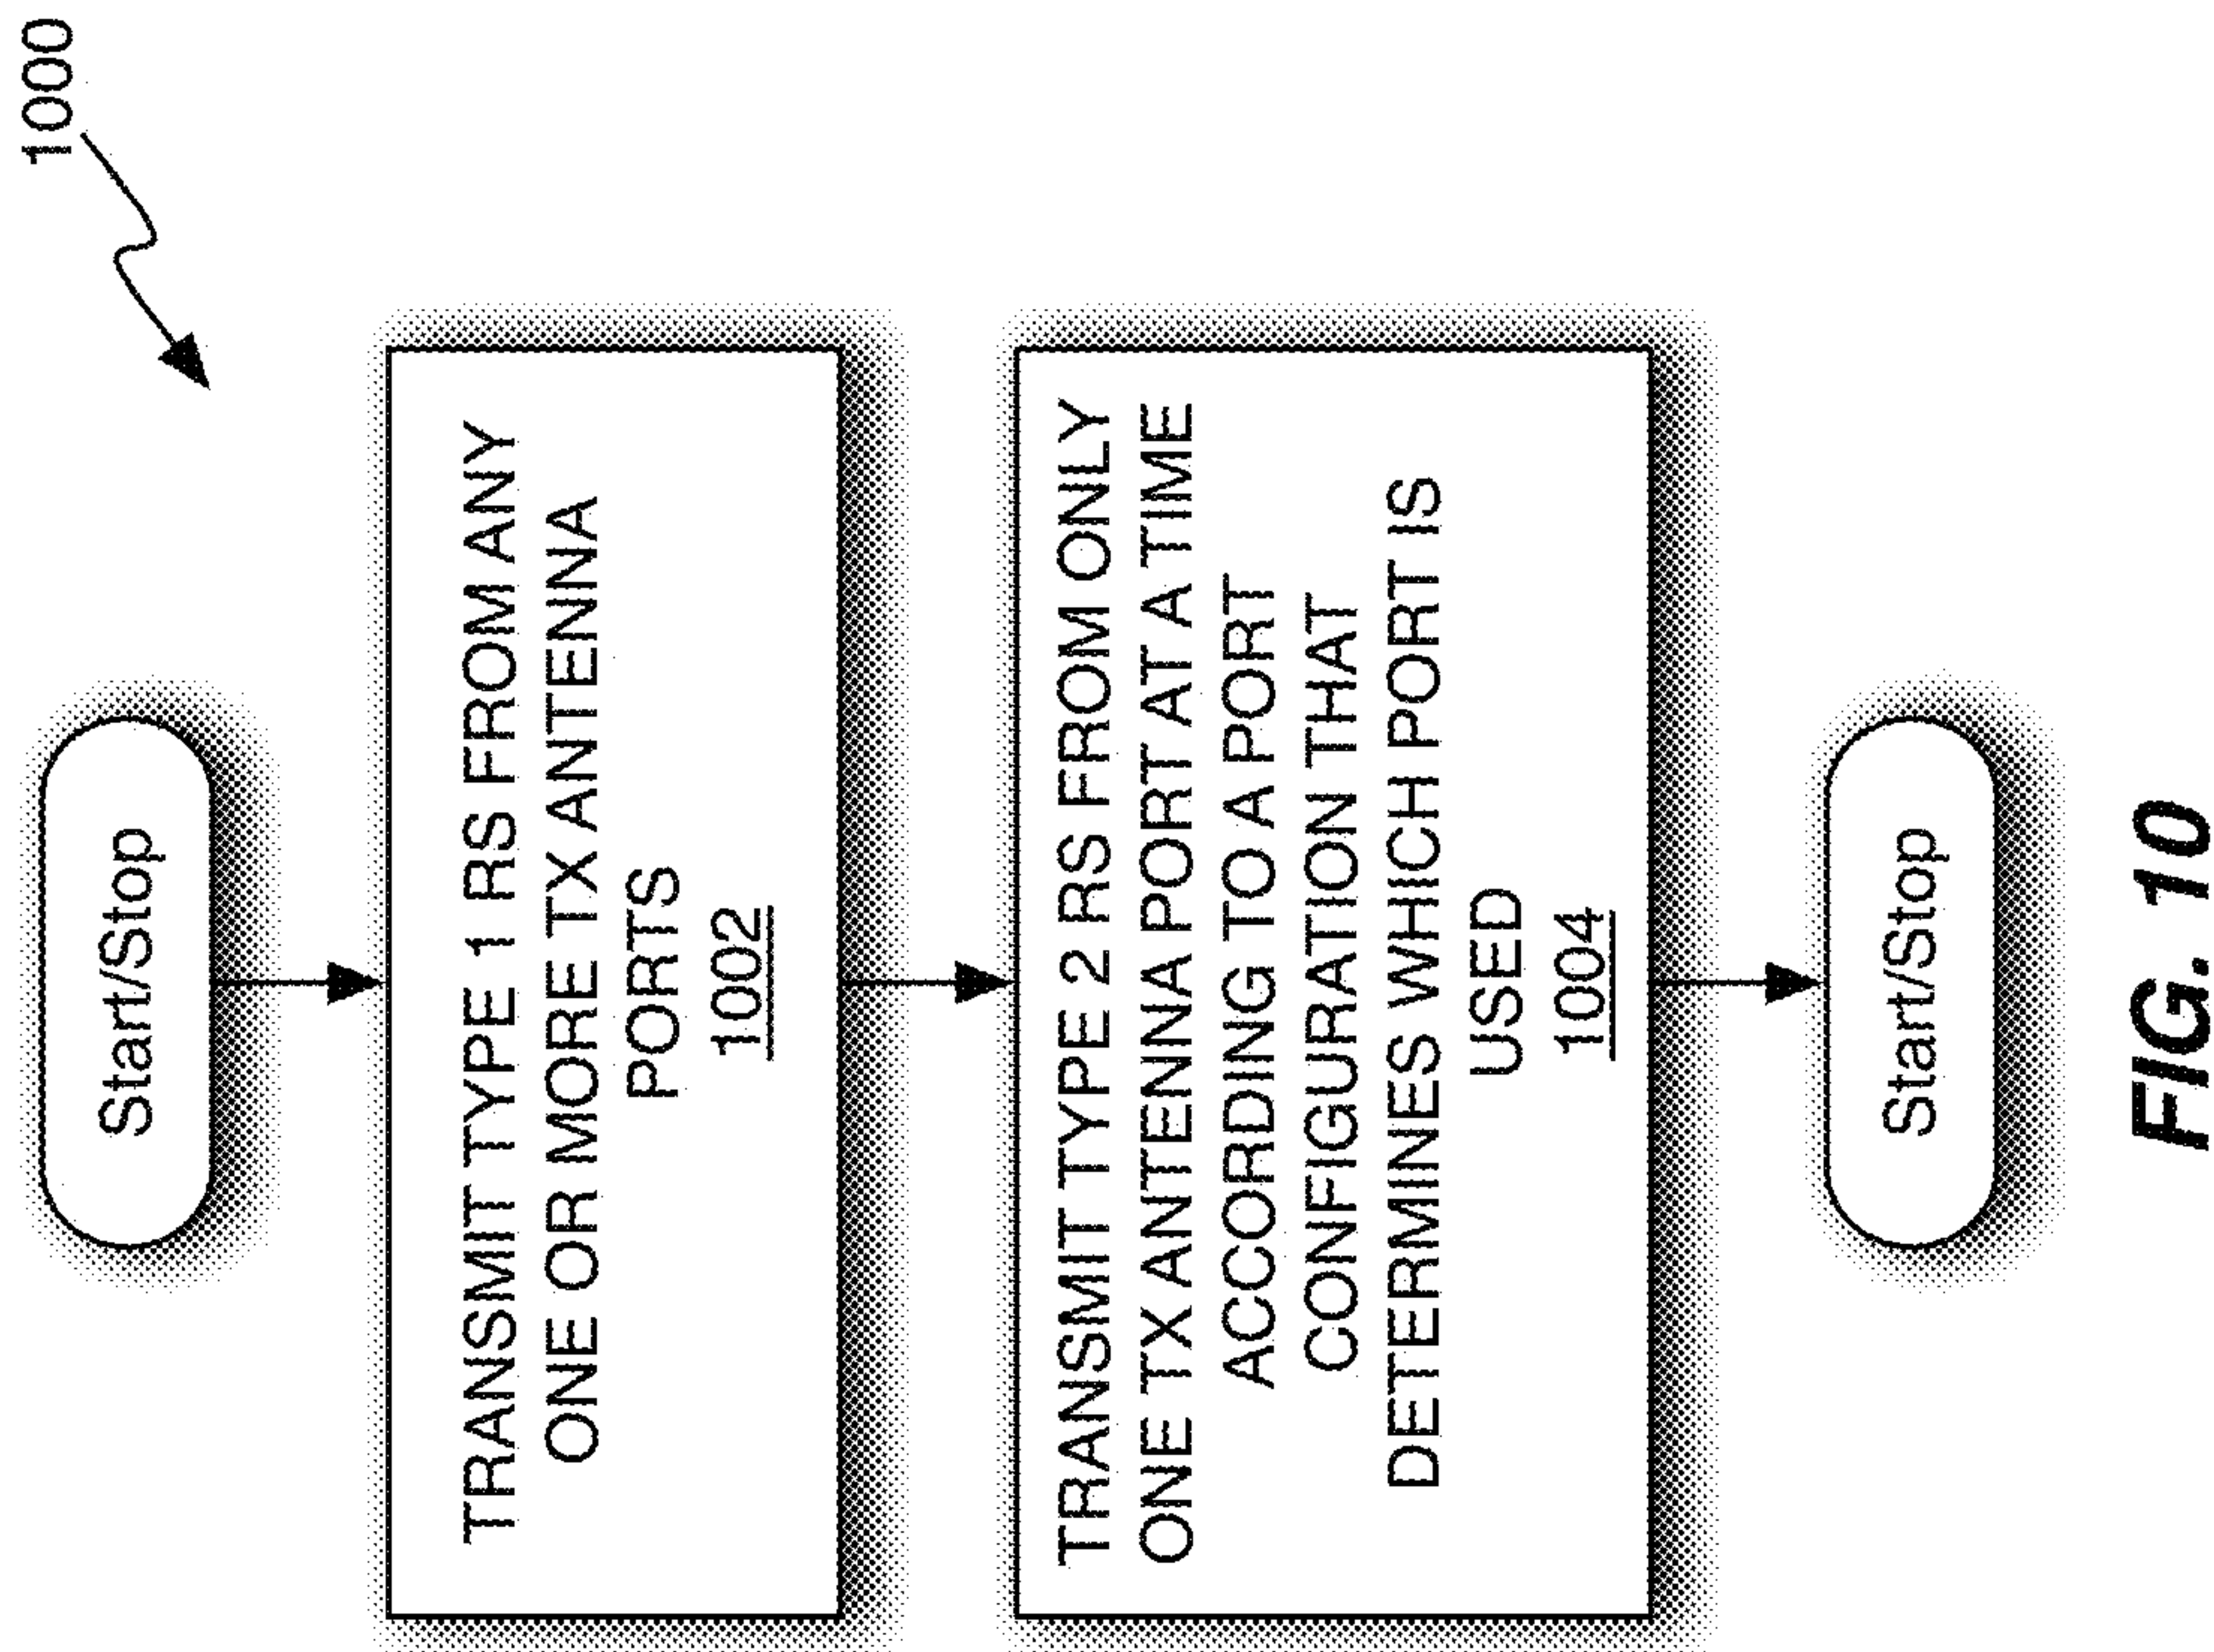 1000
Start/Stop
TRANSMIT TYPE 1 RS FROM ANY
ONE OR MORE TX ANTENNA
PORTS
1002
TRANSMIT TYPE 2 RS FROM ONLY
ONE TX ANTENNA PORT AT A TIME
ACCORDING TO A PORT
CONFIGURATION THAT
DETERMINES WHICH PORT IS
USED
1004
Start/Stop
FIG. 10